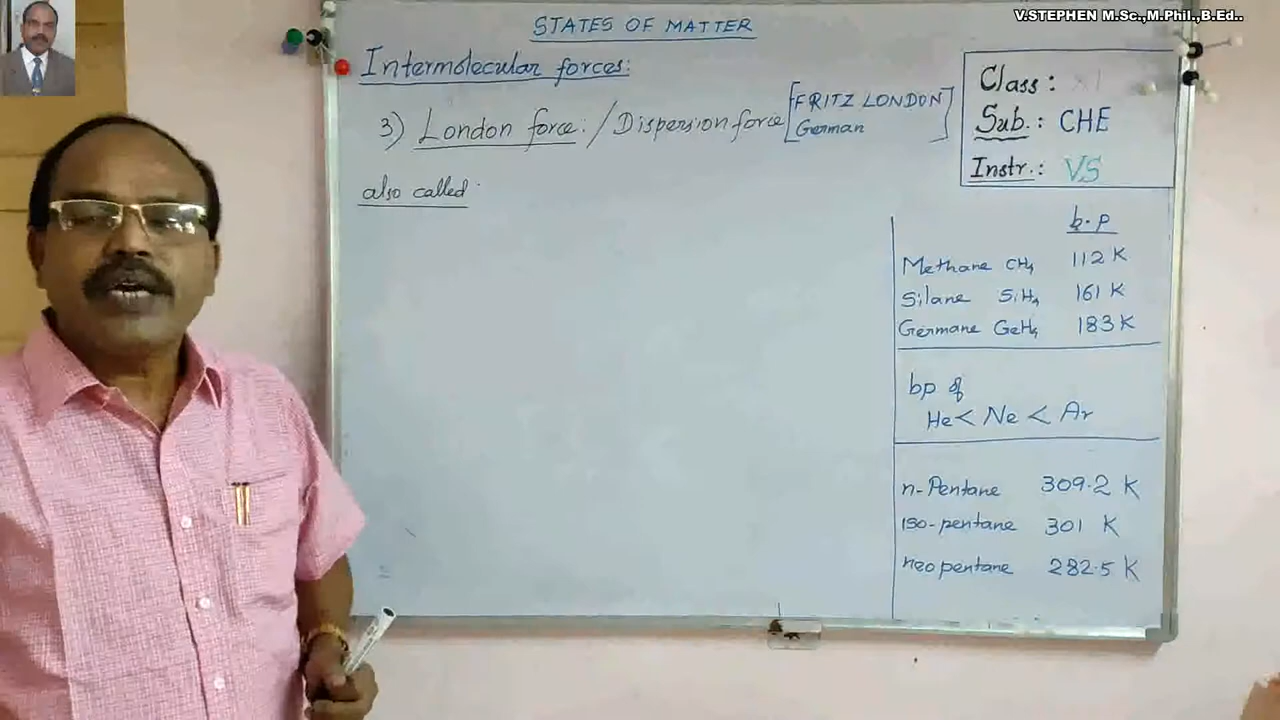 V.STEPHEN M.Sc.,M.Phil.,B.Ed..
STATES OF MATTER
Intermolecular forces:
3) London force: / Dispersion force [FRITZ LONDON
German]
also called
Class: XI
Sub.: CHE
Instr.: VS
b.p
Methane CH4 112 K
Silane SiH4 161 K
Germane GeH4 183 K
bp of
He < Ne < Ar
n-Pentane 309.2 K
iso-pentane 301 K
neo pentane 282.5 K